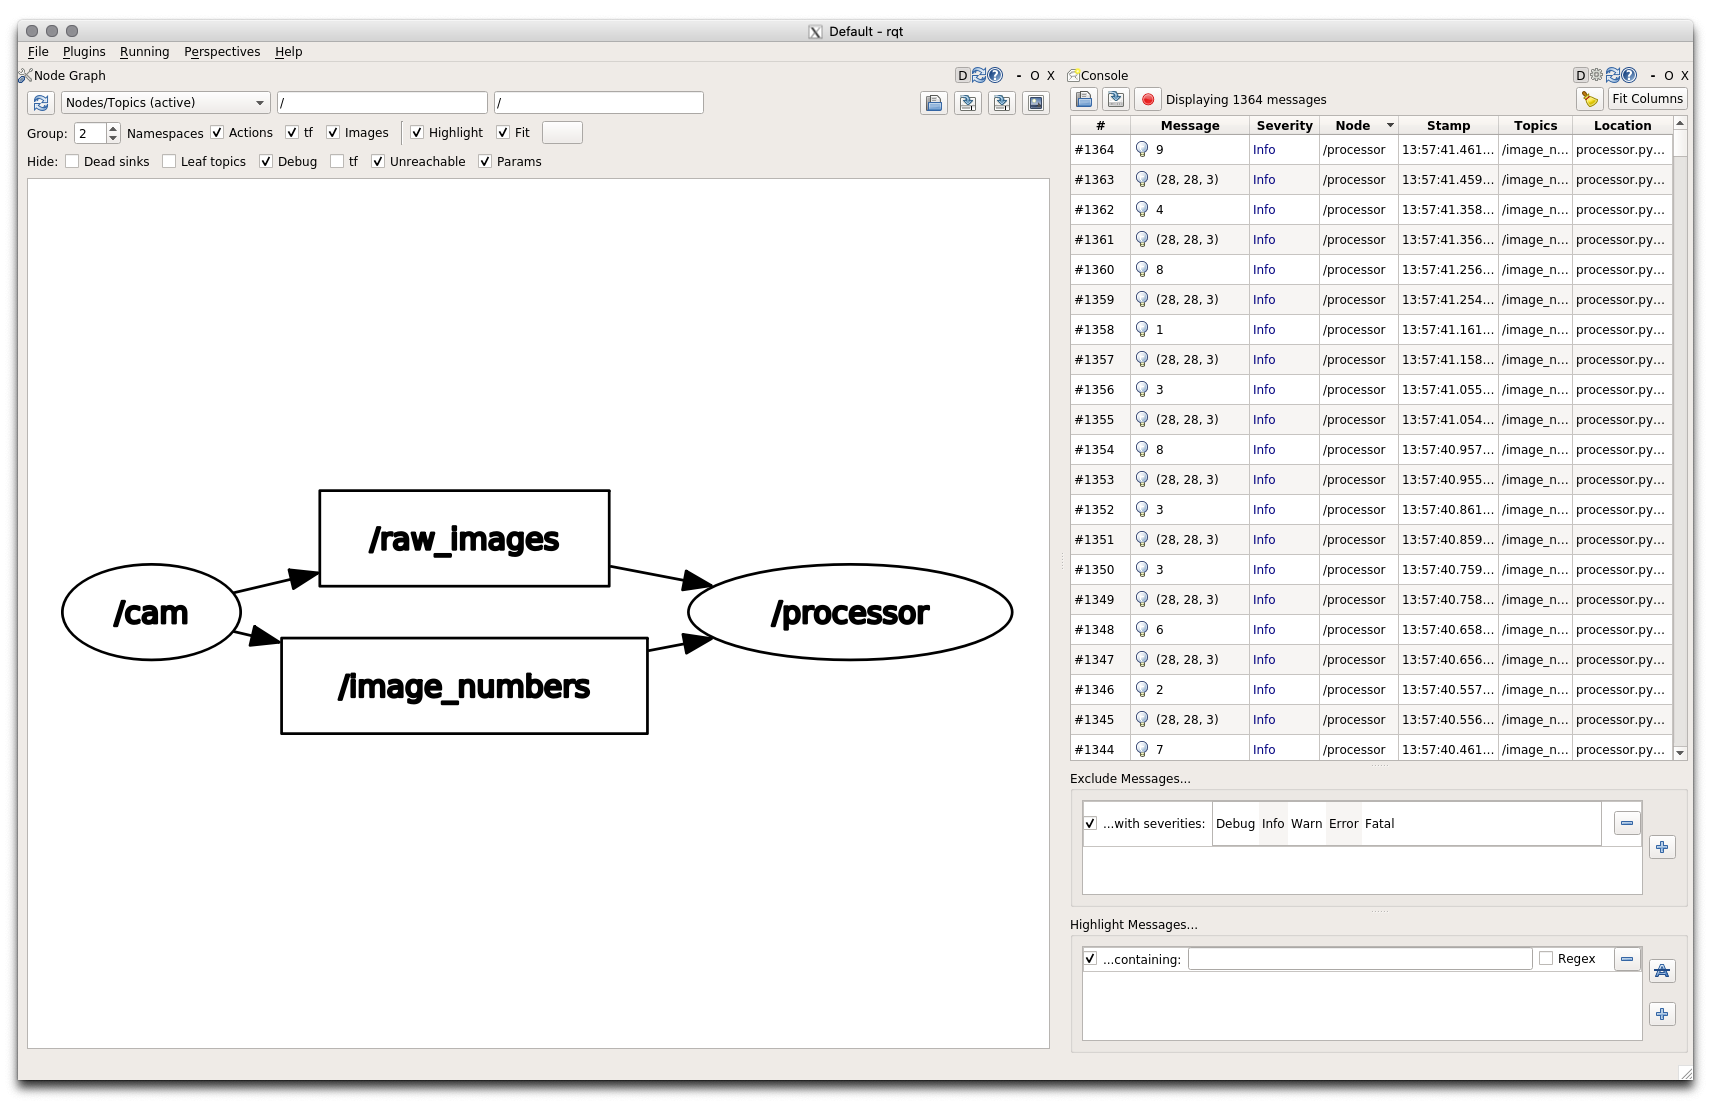 Default - rqt
File Plugins Running Perspectives Help
Node Graph D ? - O X
Nodes/Topics (active) / /
Group: 2 Namespaces Actions tf Images Highlight Fit
Hide: Dead sinks Leaf topics Debug tf Unreachable Params
/raw_images
/cam /processor
/image_numbers
Console D ? - O X
Displaying 1364 messages Fit Columns
# Message Severity Node Stamp Topics Location
#1364 9 Info /processor 13:57:41.461... /image_n... processor.py...
#1363 (28, 28, 3) Info /processor 13:57:41.459... /image_n... processor.py...
#1362 4 Info /processor 13:57:41.358... /image_n... processor.py...
#1361 (28, 28, 3) Info /processor 13:57:41.356... /image_n... processor.py...
#1360 8 Info /processor 13:57:41.256... /image_n... processor.py...
#1359 (28, 28, 3) Info /processor 13:57:41.254... /image_n... processor.py...
#1358 1 Info /processor 13:57:41.161... /image_n... processor.py...
#1357 (28, 28, 3) Info /processor 13:57:41.158... /image_n... processor.py...
#1356 3 Info /processor 13:57:41.055... /image_n... processor.py...
#1355 (28, 28, 3) Info /processor 13:57:41.054... /image_n... processor.py...
#1354 8 Info /processor 13:57:40.957... /image_n... processor.py...
#1353 (28, 28, 3) Info /processor 13:57:40.955... /image_n... processor.py...
#1352 3 Info /processor 13:57:40.861... /image_n... processor.py...
#1351 (28, 28, 3) Info /processor 13:57:40.859... /image_n... processor.py...
#1350 3 Info /processor 13:57:40.759... /image_n... processor.py...
#1349 (28, 28, 3) Info /processor 13:57:40.758... /image_n... processor.py...
#1348 6 Info /processor 13:57:40.658... /image_n... processor.py...
#1347 (28, 28, 3) Info /processor 13:57:40.656... /image_n... processor.py...
#1346 2 Info /processor 13:57:40.557... /image_n... processor.py...
#1345 (28, 28, 3) Info /processor 13:57:40.556... /image_n... processor.py...
#1344 7 Info /processor 13:57:40.461... /image_n... processor.py...
Exclude Messages...
...with severities: Debug Info Warn Error Fatal
Highlight Messages...
...containing: Regex